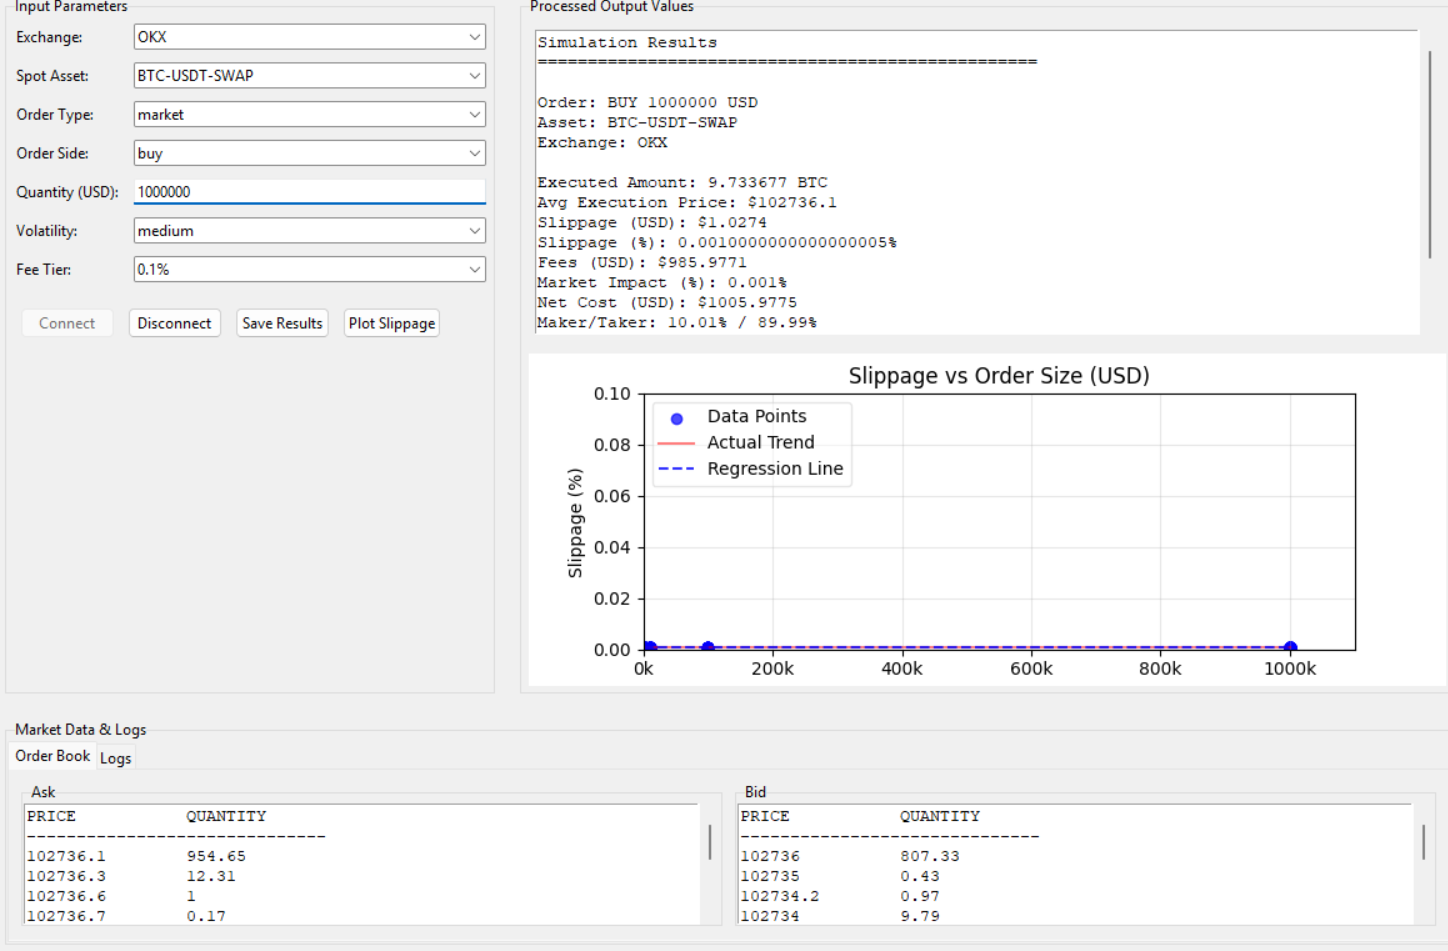 Input Parameters
Exchange: OKX
Spot Asset: BTC-USDT-SWAP
Order Type: market
Order Side: buy
Quantity (USD): 1000000
Volatility: medium
Fee Tier: 0.1%
Connect Disconnect Save Results Plot Slippage
Processed Output Values
Simulation Results
==================================================
Order: BUY 1000000 USD
Asset: BTC-USDT-SWAP
Exchange: OKX
Executed Amount: 9.733677 BTC
Avg Execution Price: $102736.1
Slippage (USD): $1.0274
Slippage (%): 0.0010000000000000005%
Fees (USD): $985.9771
Market Impact (%): 0.001%
Net Cost (USD): $1005.9775
Maker/Taker: 10.01% / 89.99%
Slippage vs Order Size (USD)
Data Points
Actual Trend
Regression Line
Slippage (%)
0.10
0.08
0.06
0.04
0.02
0.00
0k 200k 400k 600k 800k 1000k
Market Data & Logs
Order Book Logs
Ask
PRICE QUANTITY
------------------------------
102736.1 954.65
102736.3 12.31
102736.6 1
102736.7 0.17
Bid
PRICE QUANTITY
------------------------------
102736 807.33
102735 0.43
102734.2 0.97
102734 9.79